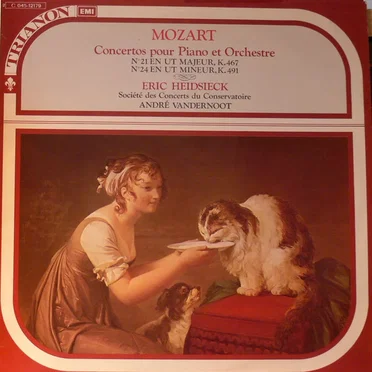 C 045-12179
TRIANON
EMI
MOZART
Concertos pour Piano et Orchestre
N°21 EN UT MAJEUR, K.467
N°24 EN UT MINEUR, K.491
ERIC HEIDSIECK
Société des Concerts du Conservatoire
ANDRÉ VANDERNOOT
TRIANON